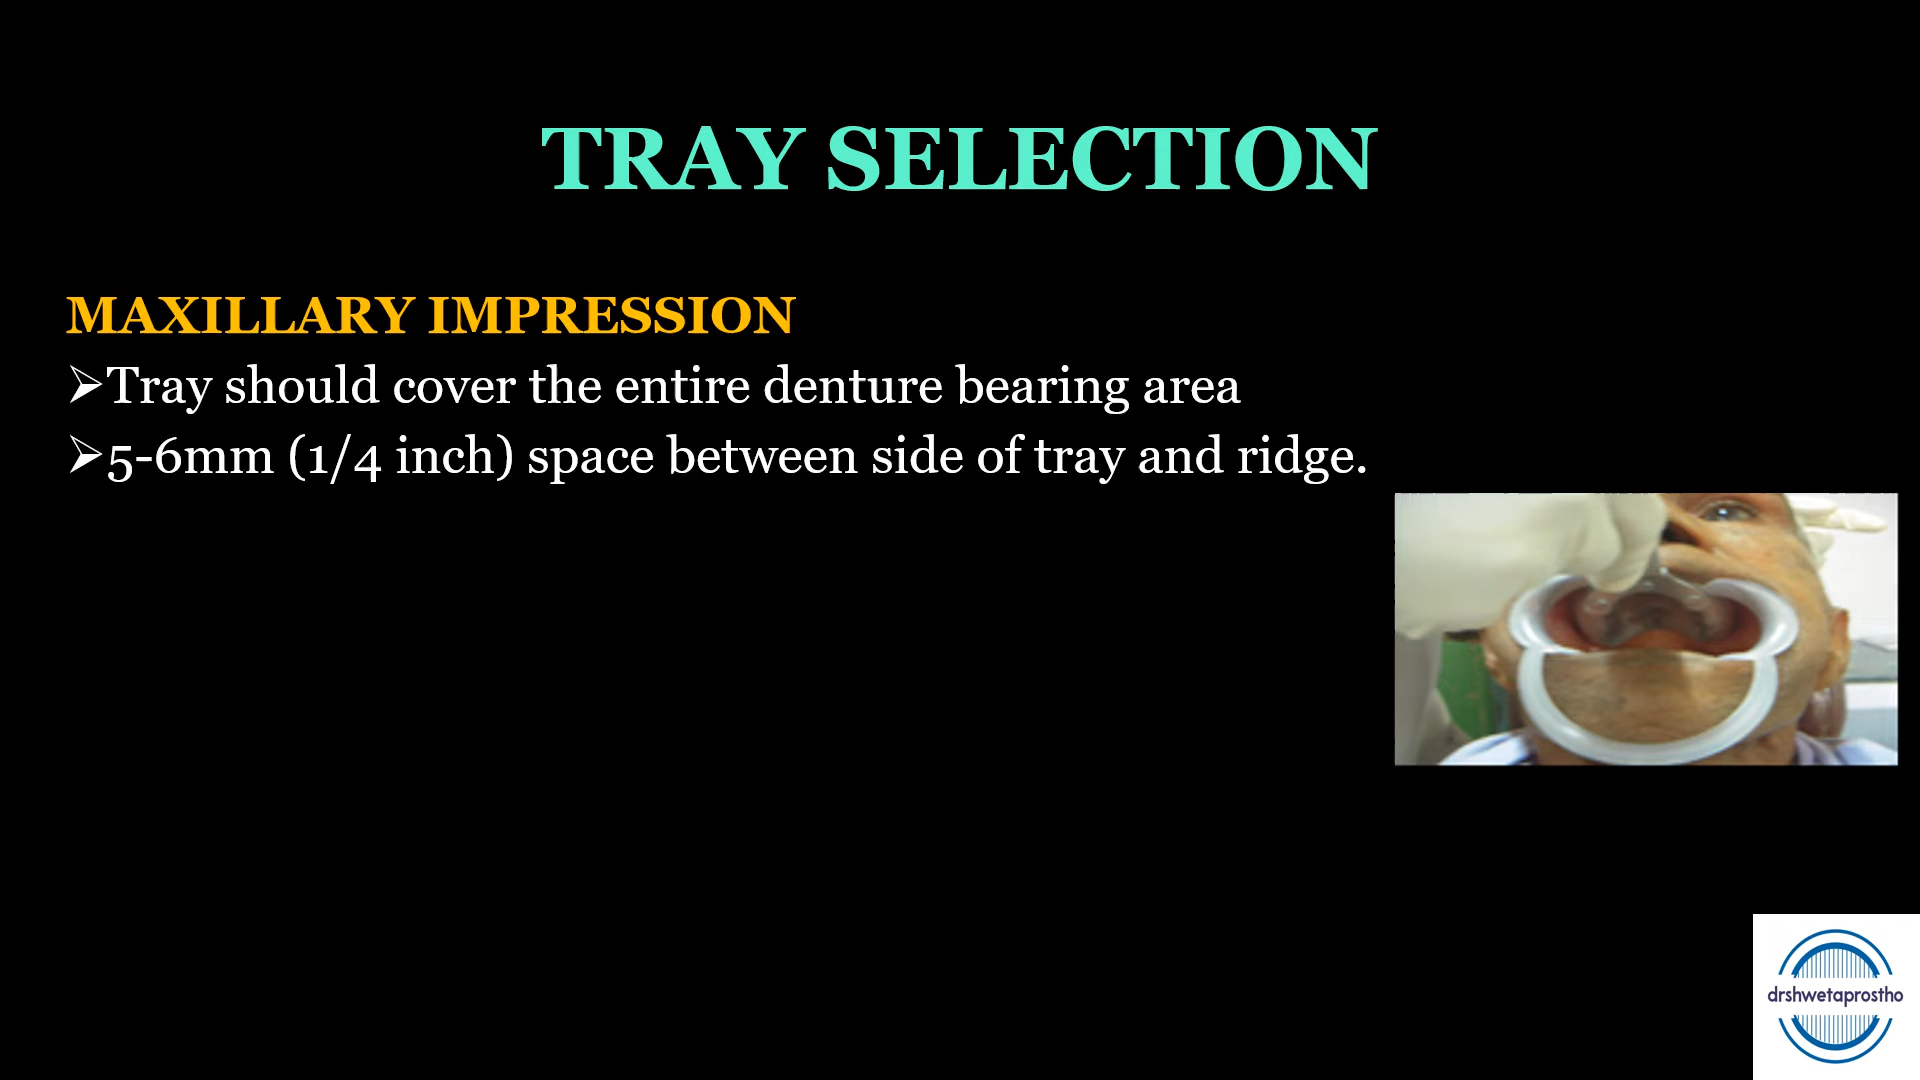 TRAY SELECTION
MAXILLARY IMPRESSION
➢Tray should cover the entire denture bearing area
➢5-6mm (1/4 inch) space between side of tray and ridge.
drshwetaprostho